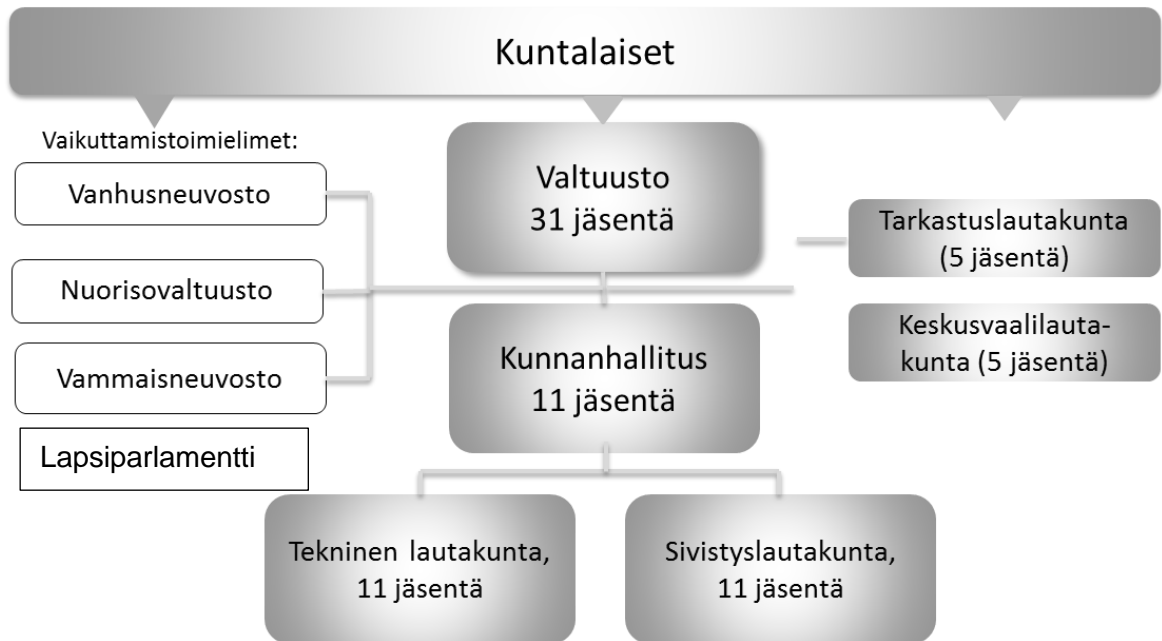 Kuntalaiset
Vaikuttamistoimielimet:
Vanhusneuvosto
Nuorisovaltuusto
Vammaisneuvosto
Lapsiparlamentti
Valtuusto
31 jäsentä
Kunnanhallitus
11 jäsentä
Tarkastuslautakunta
(5 jäsentä)
Keskusvaalilauta-
kunta (5 jäsentä)
Tekninen lautakunta,
11 jäsentä
Sivistyslautakunta,
11 jäsentä